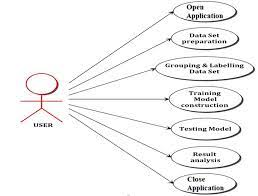 Open
Application
Data Set
preparation
Grouping & Labelling
Data Set
Training
Model
construction
Testing Model
USER
Result
analysis
Close
Application